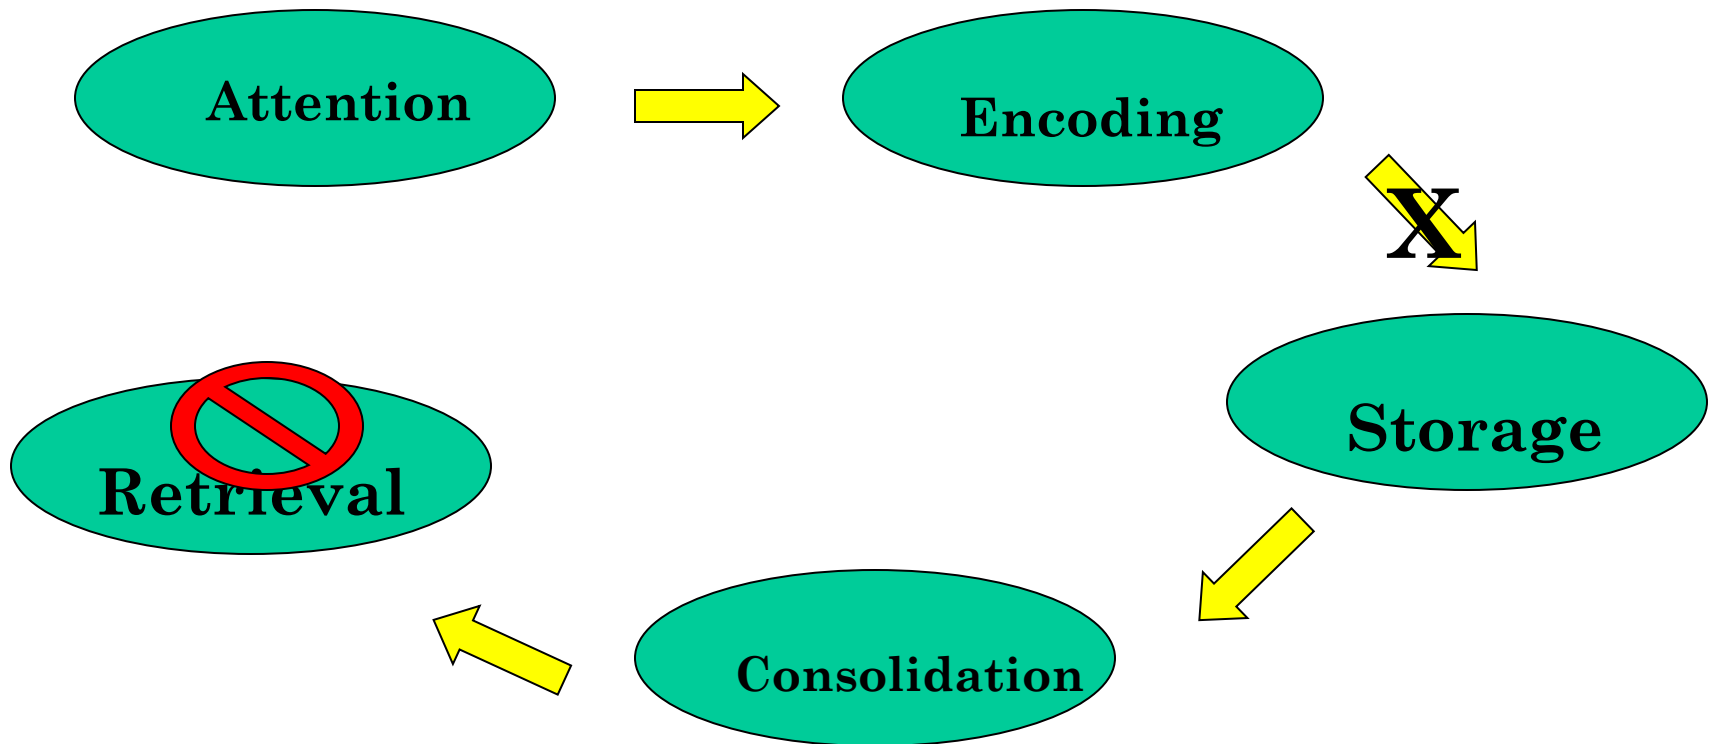 Attention
Encoding
X
Storage
Retrieval
Consolidation